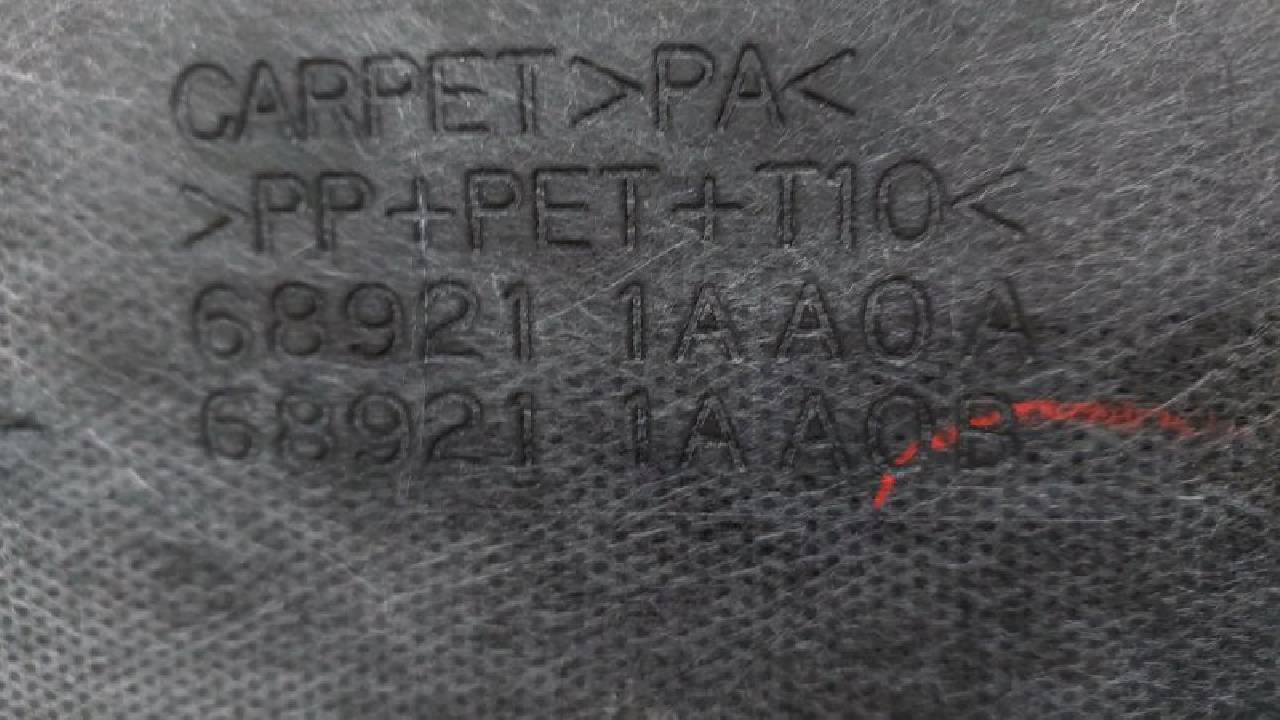 CARPET>PA<
>PP+PET+T10<
68921 1AA0A
68921 1AA0B